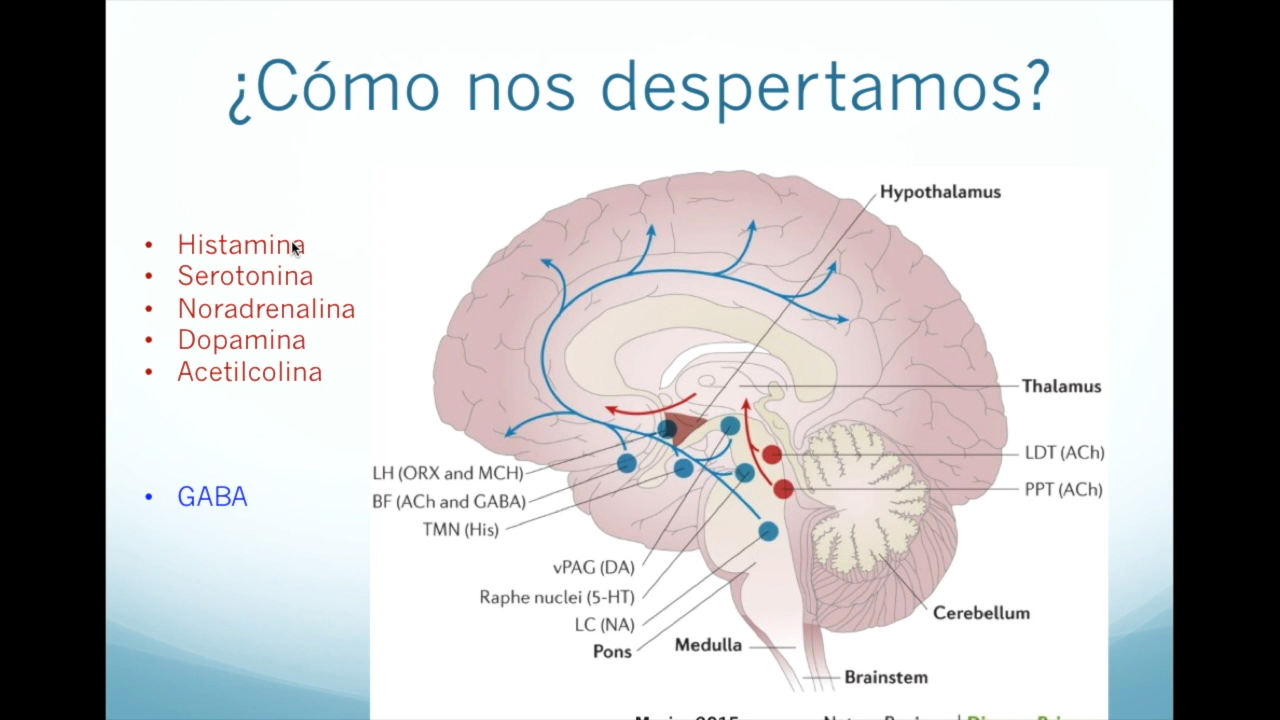 ¿Cómo nos despertamos?
• Histamina
• Serotonina
• Noradrenalina
• Dopamina
• Acetilcolina
• GABA
Hypothalamus
Thalamus
LDT (ACh)
PPT (ACh)
LH (ORX and MCH)
BF (ACh and GABA)
TMN (His)
vPAG (DA)
Raphe nuclei (5-HT)
LC (NA)
Pons
Medulla
Cerebellum
Brainstem